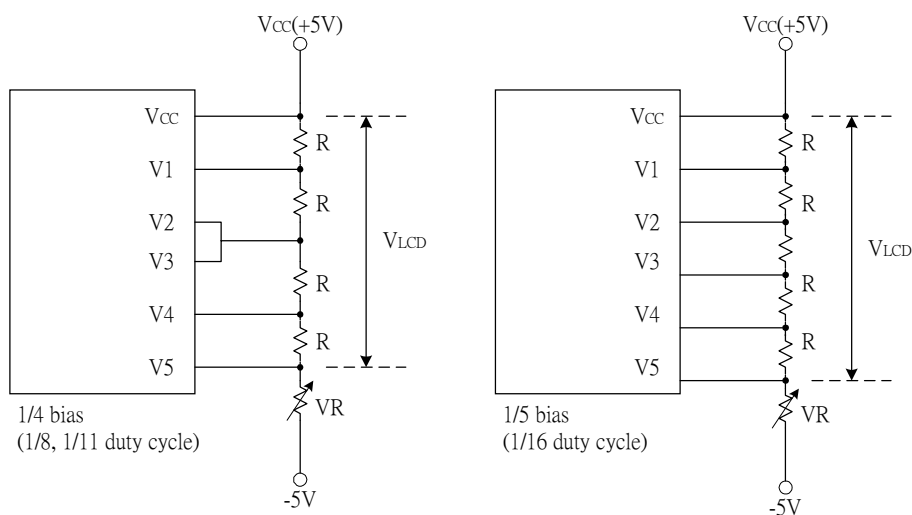 VCC(+5V)
VCC
R
V1
R
V2
VLCD
V3
R
V4
R
V5
VR
1/4 bias
(1/8, 1/11 duty cycle)
-5V
VCC(+5V)
VCC
R
V1
R
V2
VLCD
V3
R
V4
R
V5
VR
1/5 bias
(1/16 duty cycle)
-5V